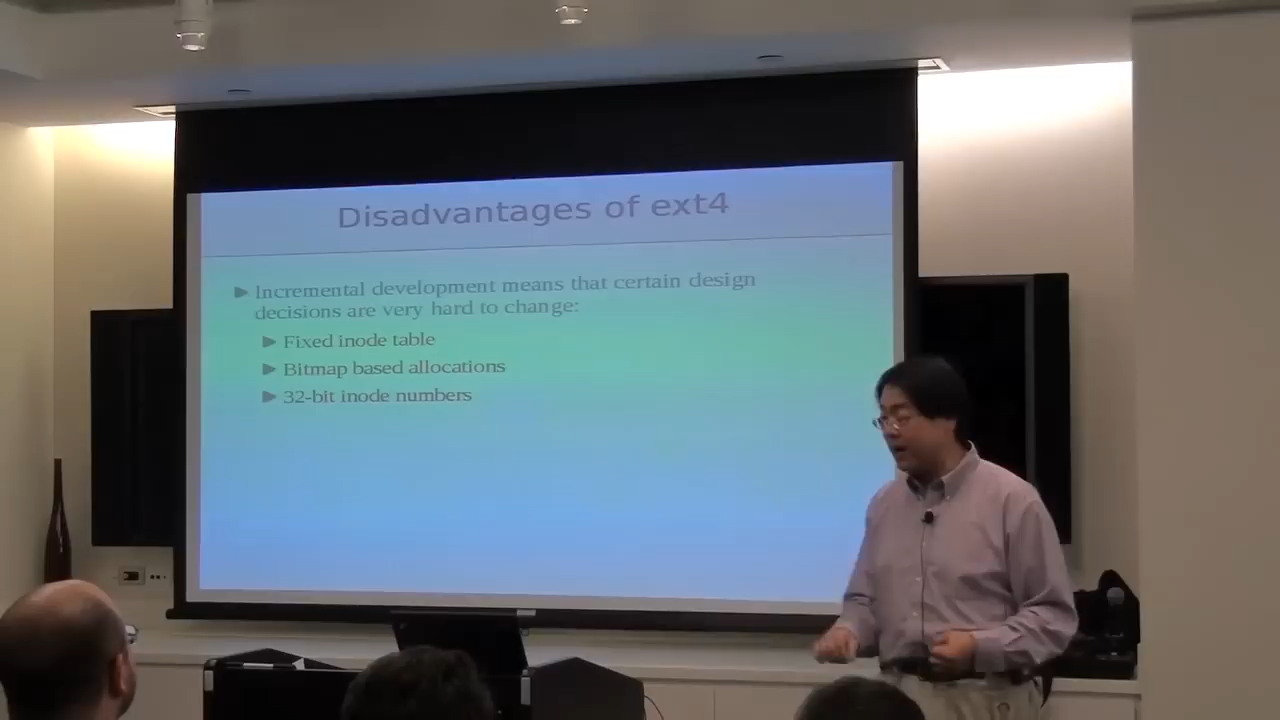 Disadvantages of ext4
Incremental development means that certain design
decisions are very hard to change:
Fixed inode table
Bitmap based allocations
32-bit inode numbers